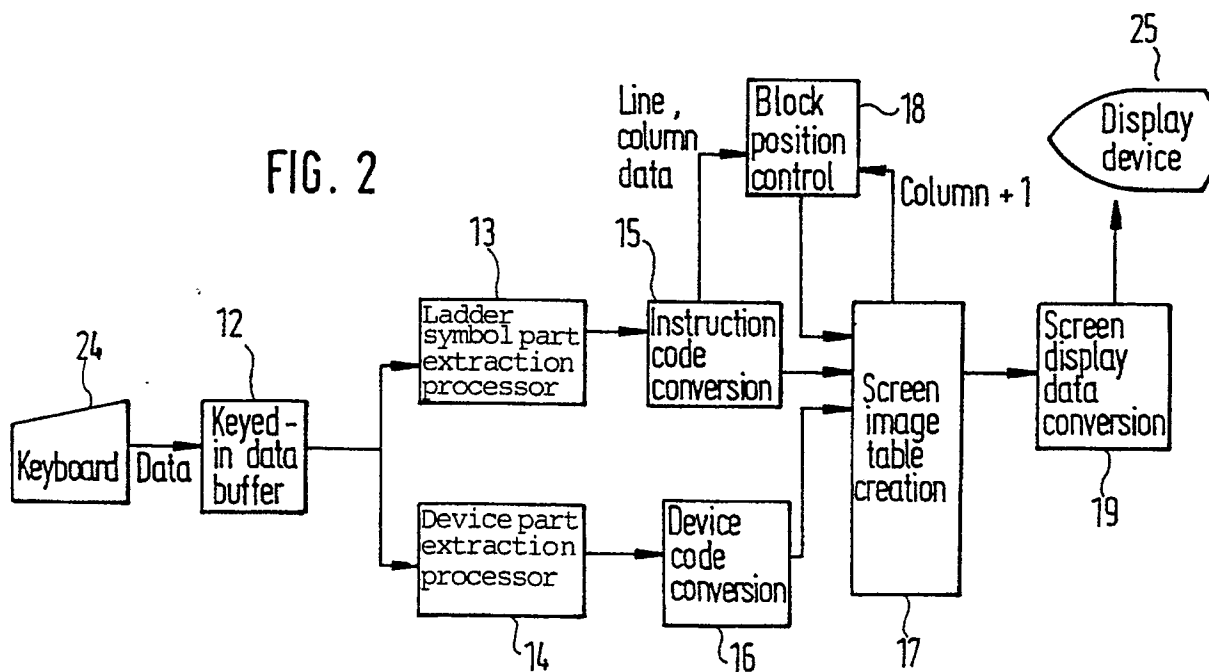 FIG. 2
25
Display
device
Line,
column
data
Block
position
control
18
Column + 1
24
Keyboard
Data
12
Keyed-
in data
buffer
13
Ladder
symbol part
extraction
processor
15
Instruction
code
conversion
Device part
extraction
processor
14
Device
code
conversion
16
Screen
image
table
creation
17
Screen
display
data
conversion
19